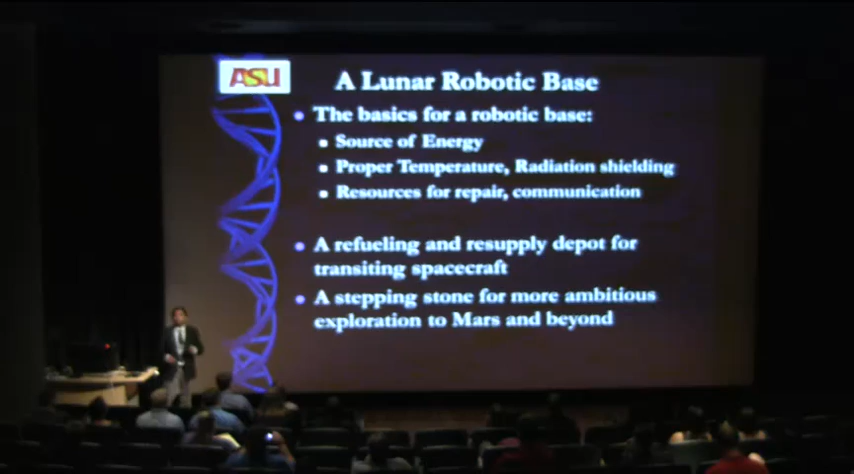 ASU
A Lunar Robotic Base
The basics for a robotic base:
Source of Energy
Proper Temperature, Radiation shielding
Resources for repair, communication
A refueling and resupply depot for
transiting spacecraft
A stepping stone for more ambitious
exploration to Mars and beyond